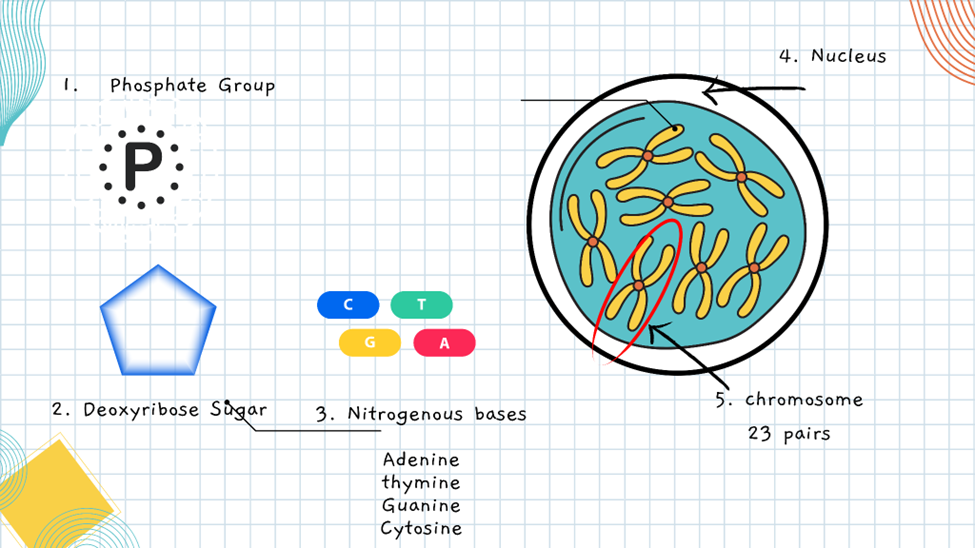 4. Nucleus
1. Phosphate Group
P
C T
G A
2. Deoxyribose Sugar
3. Nitrogenous bases
Adenine
thymine
Guanine
Cytosine
5. chromosome
23 pairs